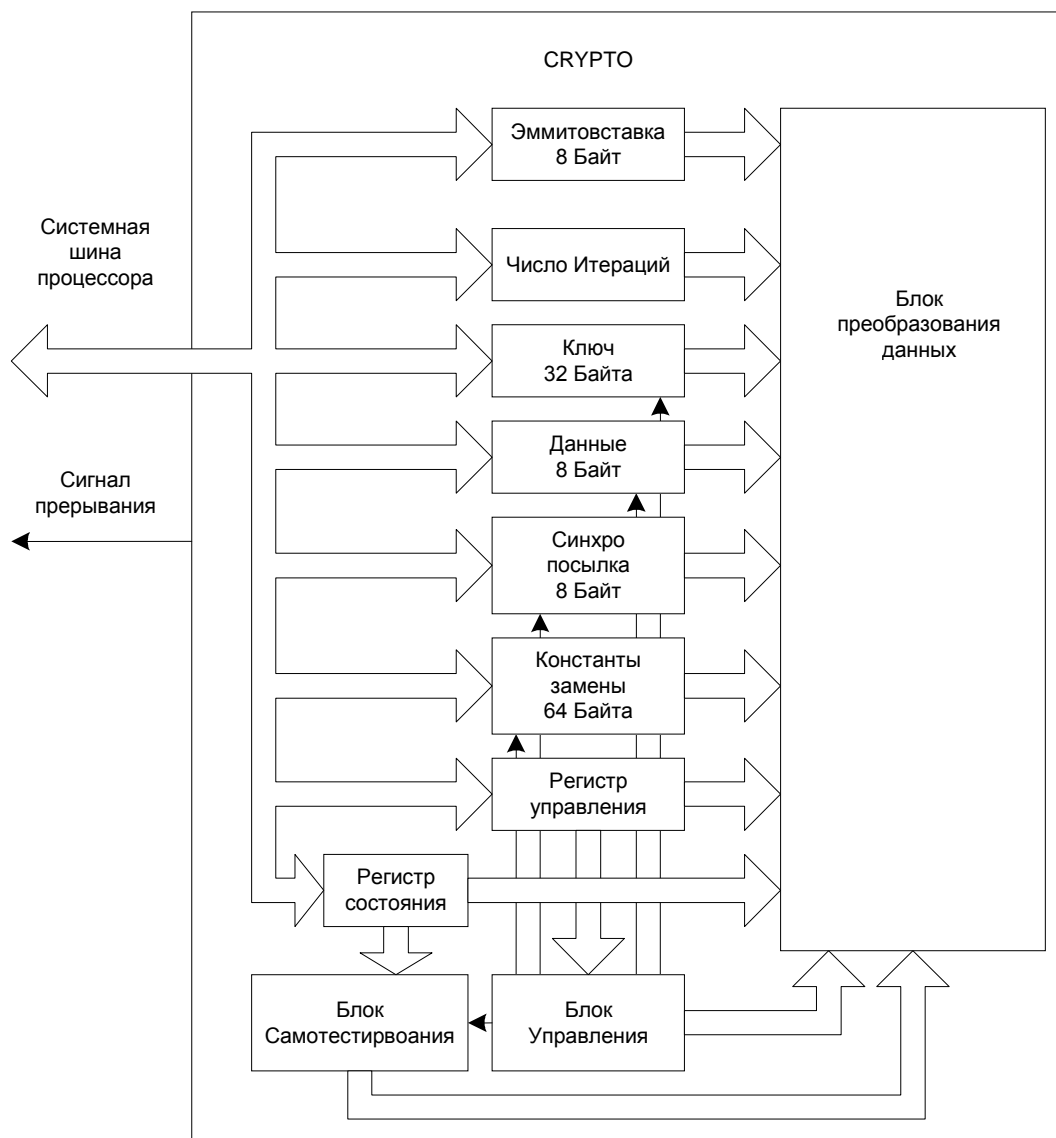 CRYPTO
Эммитовставка
8 Байт
Системная
шина
процессора
Число Итераций
Блок
преобразования
данных
Ключ
32 Байта
Данные
8 Байт
Сигнал
прерывания
Синхро
посылка
8 Байт
Константы
замены
64 Байта
Регистр
управления
Регистр
состояния
Блок
Самотестирвоания
Блок
Управления